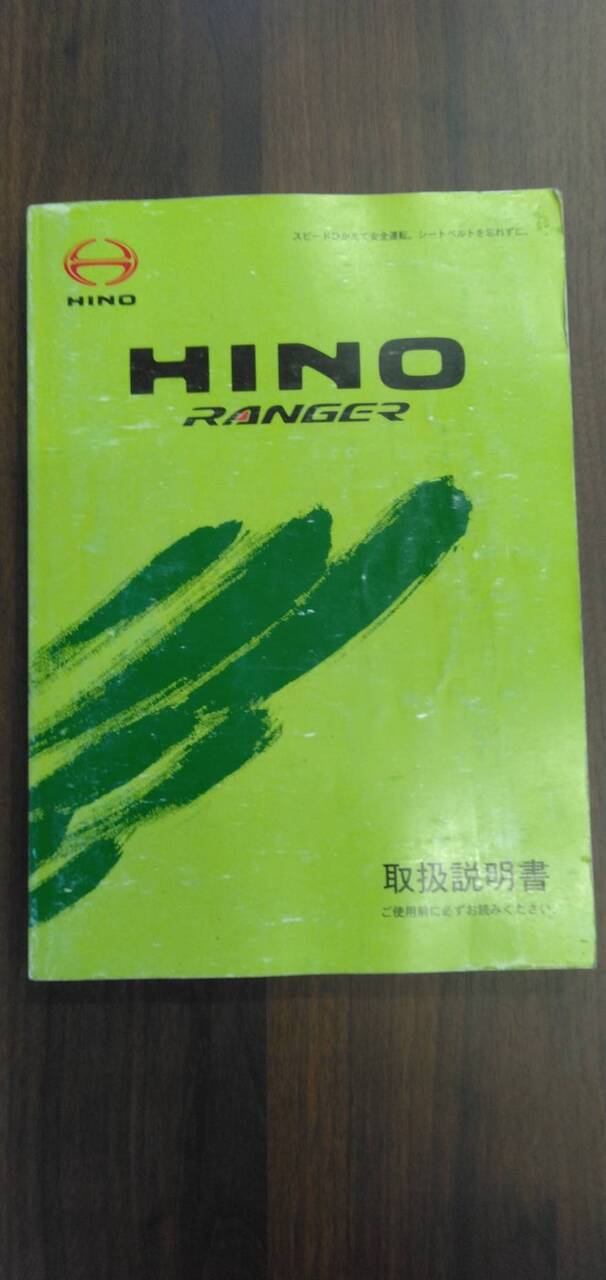 スピードひかえて安全運転。シートベルトを忘れずに。
HINO
HINO
RANGER
取扱説明書
ご使用前に必ずお読みください。